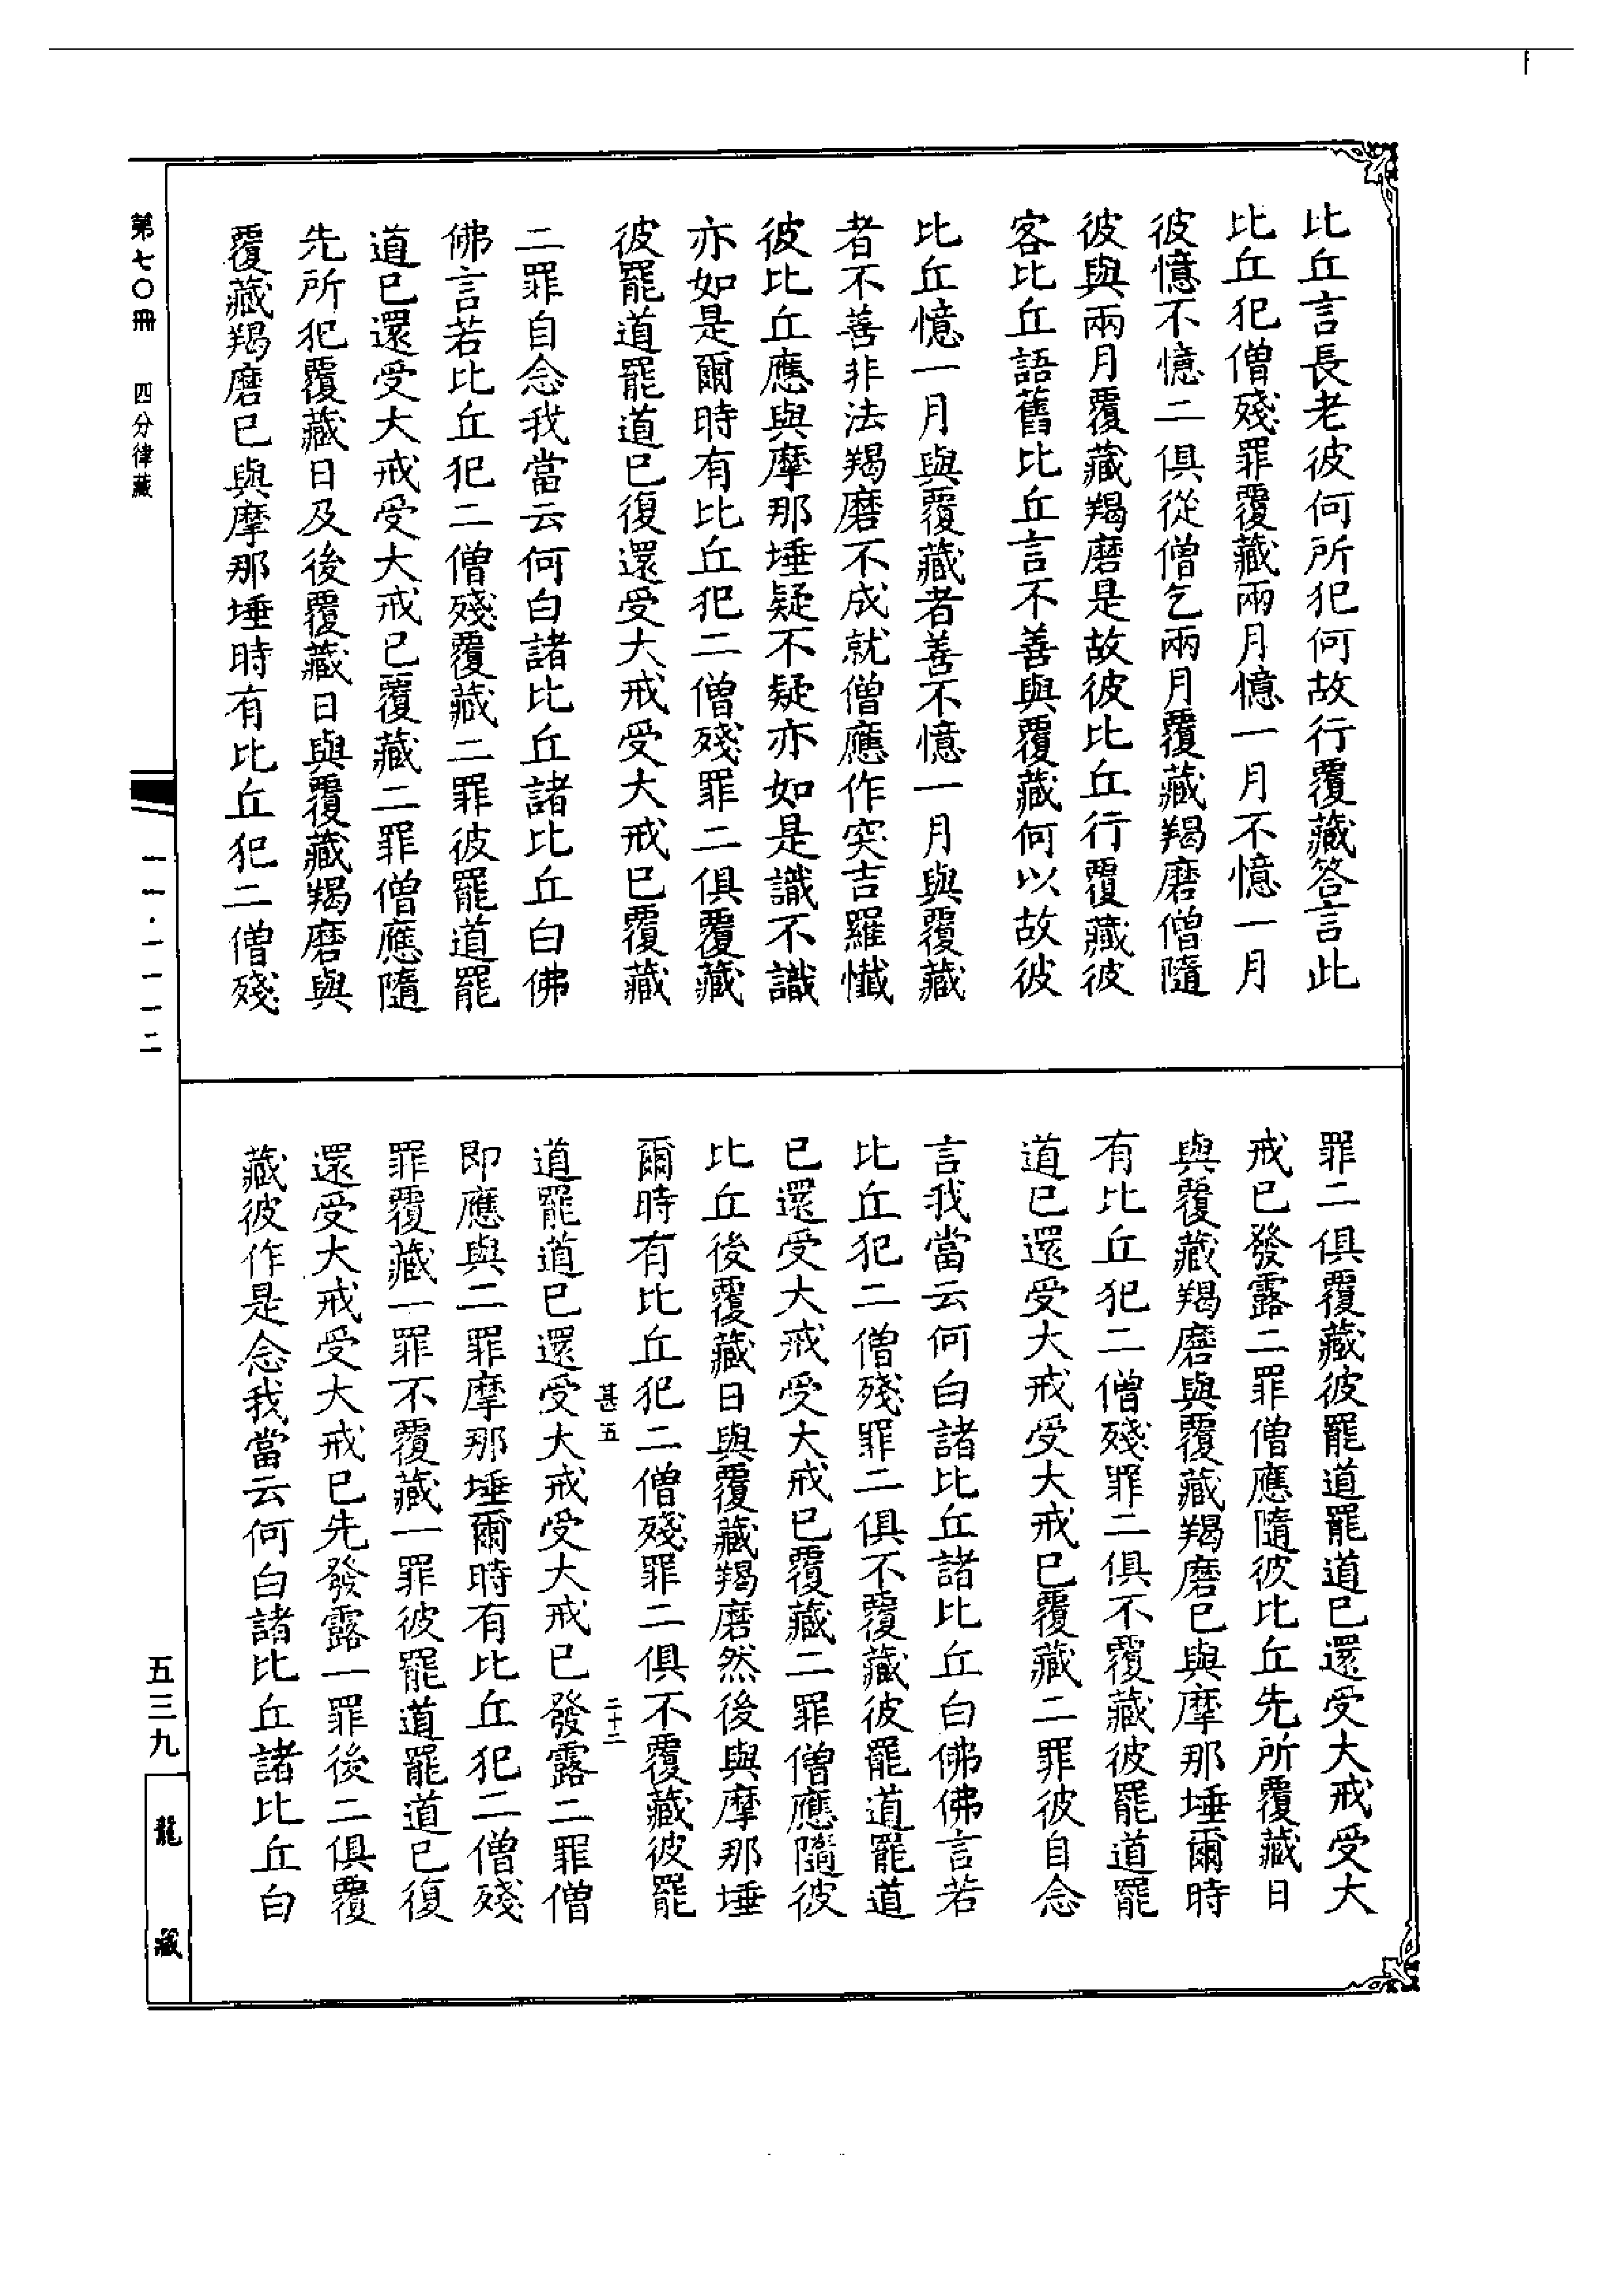 比丘言長老彼何所犯何故行覆藏答言此
比丘犯僧殘罪覆藏兩月憶一月不憶一月
彼憶不憶二俱從僧乞兩月覆藏羯磨僧隨
彼與兩月覆藏羯磨是故彼比丘行覆藏彼
客比丘語舊比丘言不善與覆藏何以故彼
比丘憶一月與覆藏者善不憶一月與覆藏
者不善非法羯磨不成就僧應作突吉羅懺
彼比丘應與摩那埵疑不疑亦如是識不識
亦如是爾時有比丘犯二僧殘罪二俱覆藏
彼罷道罷道已復還受大戒受大戒已覆藏
二罪自念我當云何白諸比丘諸比丘白佛
佛言若比丘犯二僧殘覆藏二罪彼罷道罷
道已還受大戒受大戒已覆藏二罪僧應隨
先所犯覆藏日及後覆藏日與覆藏羯磨與
覆藏羯磨已與摩那埵時有比丘犯二僧殘
罪二俱覆藏彼罷道罷道已還受大戒受大
戒已發露二罪僧應隨彼比丘先所覆藏日
與覆藏羯磨與覆藏羯磨已與摩那埵爾時
有比丘犯二僧殘罪二俱不覆藏彼罷道罷
道已還受大戒受大戒已覆藏二罪彼自念
言我當云何白諸比丘諸比丘白佛佛言若
比丘犯二僧殘罪二俱不覆藏彼罷道罷道
已還受大戒受大戒已覆藏二罪僧應隨彼
比丘後覆藏日與覆藏羯磨然後與摩那埵
爾時有比丘犯二僧殘罪二俱不覆藏彼罷
甚五 二十二
道罷道已還受大戒受大戒已發露二罪僧
即應與二罪摩那埵爾時有比丘犯二僧殘
罪覆藏一罪不覆藏一罪彼罷道罷道已復
還受大戒受大戒已先發露一罪後二俱覆
藏彼作是念我當云何白諸比丘諸比丘白
第七〇冊 四分律藏
一一·一一一二
五三九
龍藏